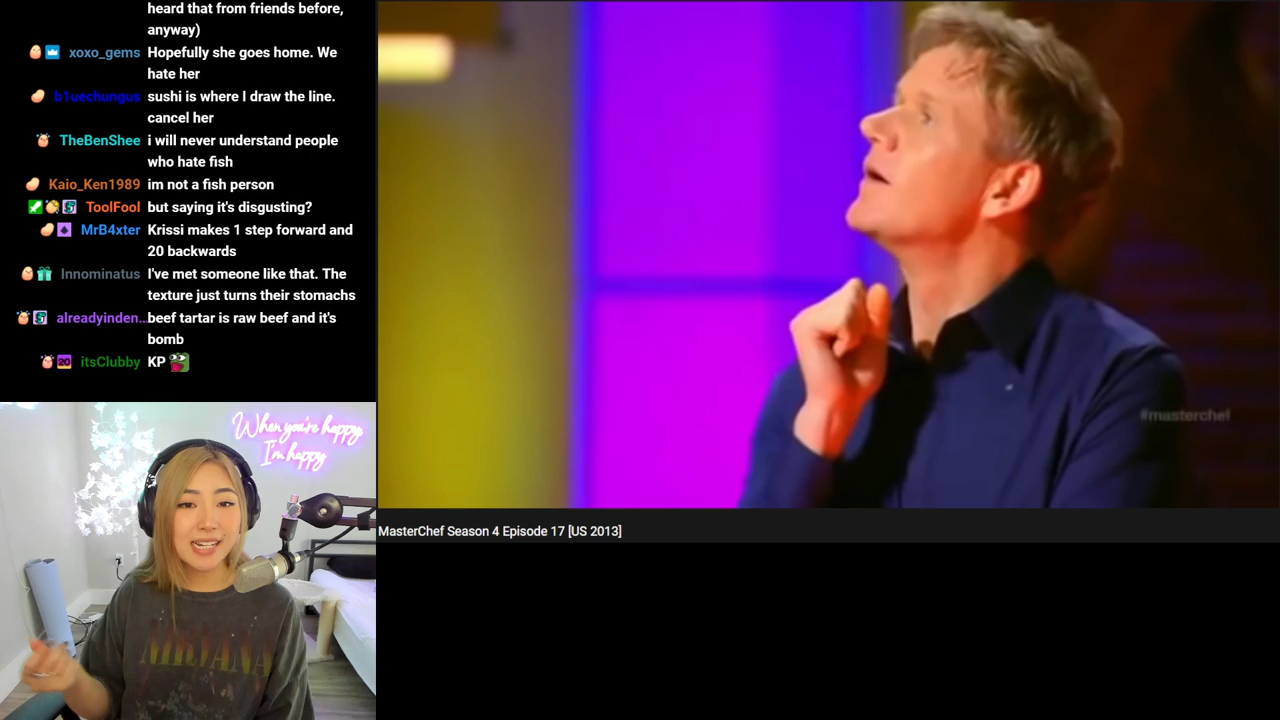 heard that from friends before,
anyway)
xoxo_gems Hopefully she goes home. We
hate her
b1uechungus sushi is where I draw the line.
cancel her
TheBenShee i will never understand people
who hate fish
Kaio_Ken1989 im not a fish person
ToolFool but saying it's disgusting?
MrB4xter Krissi makes 1 step forward and
20 backwards
Innominatus I've met someone like that. The
texture just turns their stomachs
alreadyinden... beef tartar is raw beef and it's
bomb
20 itsClubby KP
#masterchef
When you're happy
I'm happy
MasterChef Season 4 Episode 17 [US 2013]
NIRVANA